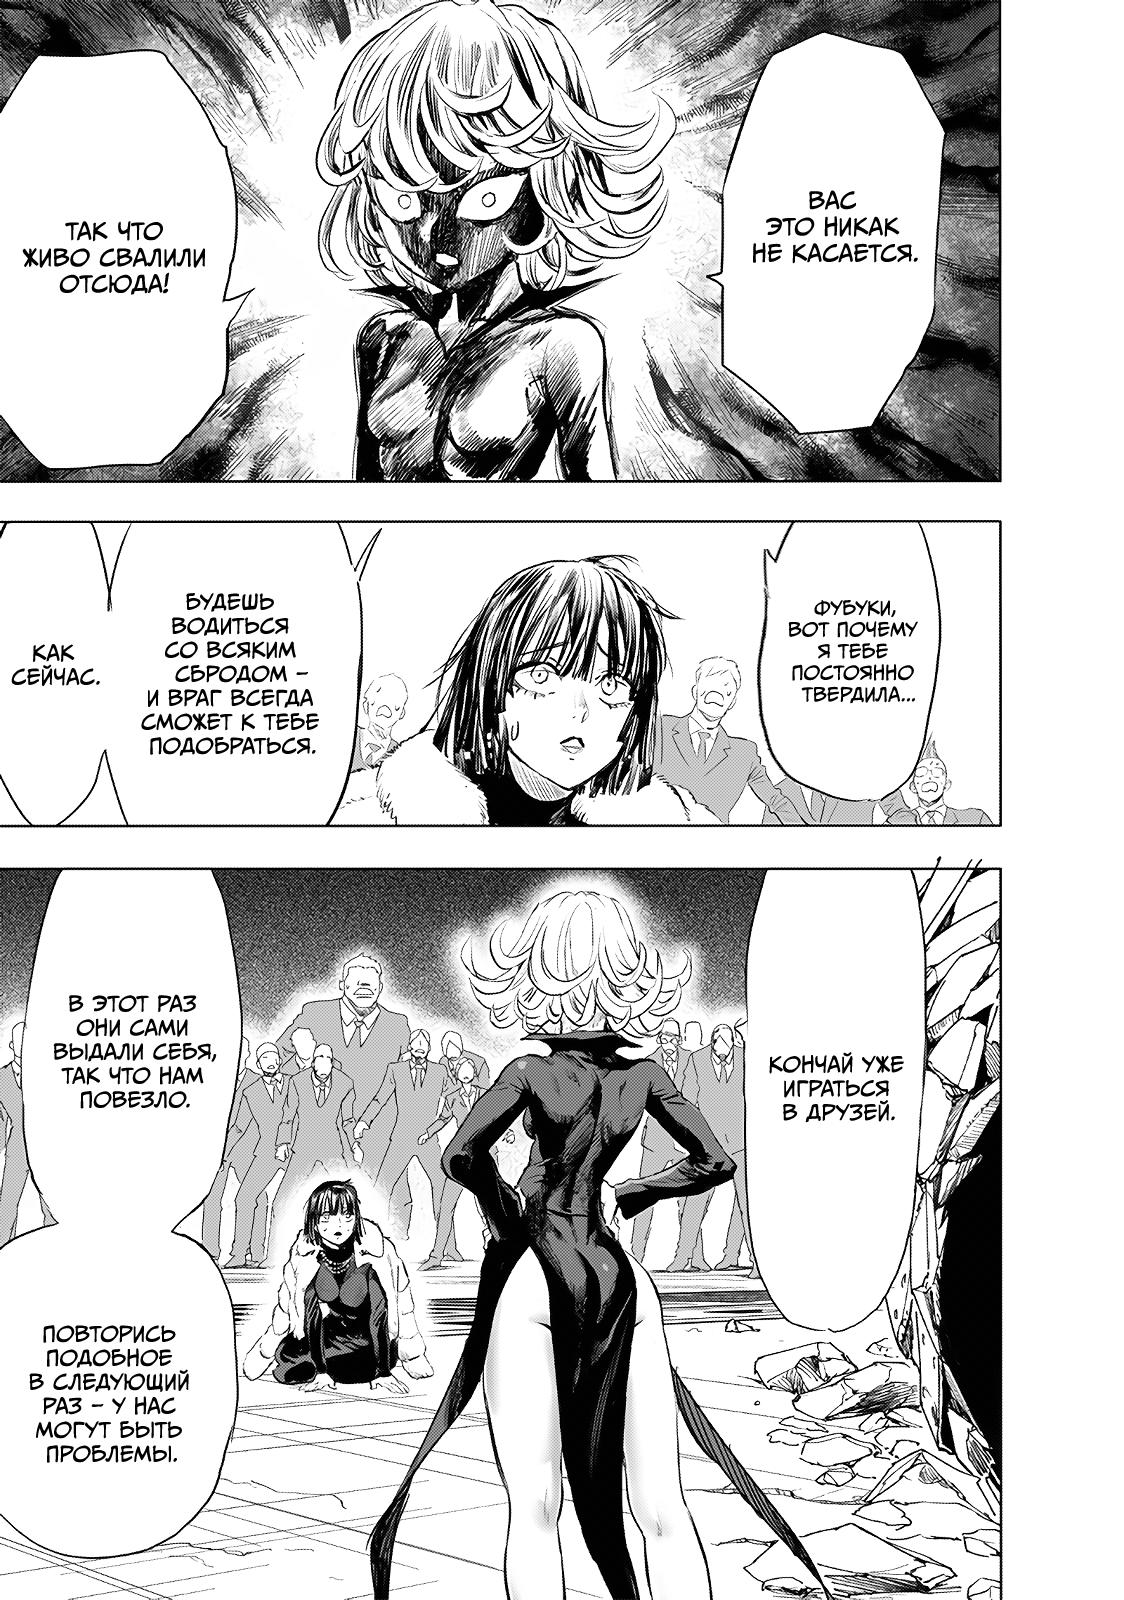 ВАС
ЭТО НИКАК
НЕ КАСАЕТСЯ.
ТАК ЧТО
ЖИВО СВАЛИЛИ
ОТСЮДА!
ФУБУКИ,
ВОТ ПОЧЕМУ
Я ТЕБЕ
ПОСТОЯННО
ТВЕРДИЛА...
БУДЕШЬ
ВОДИТЬСЯ
СО ВСЯКИМ
СБРОДОМ –
И ВРАГ ВСЕГДА
СМОЖЕТ К ТЕБЕ
ПОДОБРАТЬСЯ.
КАК
СЕЙЧАС.
КОНЧАЙ УЖЕ
ИГРАТЬСЯ
В ДРУЗЕЙ.
В ЭТОТ РАЗ
ОНИ САМИ
ВЫДАЛИ СЕБЯ,
ТАК ЧТО НАМ
ПОВЕЗЛО.
ПОВТОРИСЬ
ПОДОБНОЕ
В СЛЕДУЮЩИЙ
РАЗ – У НАС
МОГУТ БЫТЬ
ПРОБЛЕМЫ.